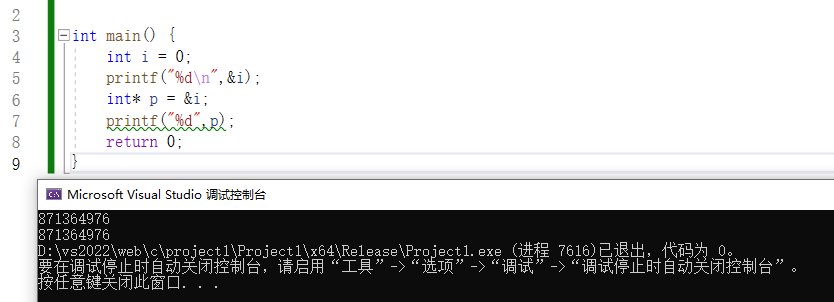 2
3 int main() {
4 int i = 0;
5 printf("%d\n",&i);
6 int* p = &i;
7 printf("%d",p);
8 return 0;
9 }
Microsoft Visual Studio 调试控制台
871364976
871364976
D:\vs2022\web\c\project1\Project1\x64\Release\Project1.exe (进程 7616)已退出，代码为 0。
要在调试停止时自动关闭控制台，请启用“工具”->“选项”->“调试”->“调试停止时自动关闭控制台”。
按任意键关闭此窗口. . .